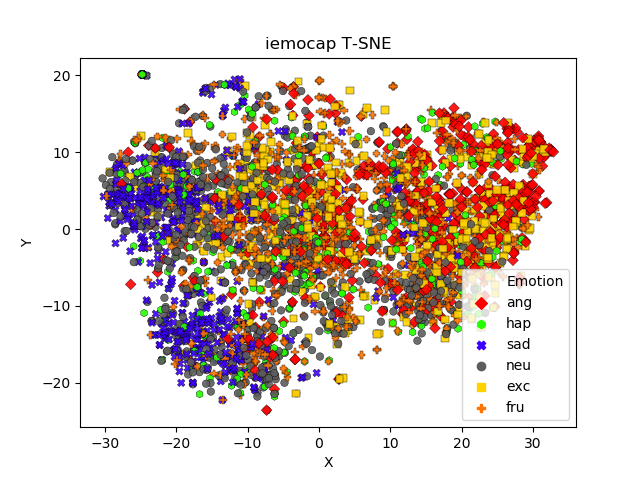 iemocap T-SNE
20
10
0
−10
−20
Y
−30
−20
−10
0
10
20
30
X
Emotion
ang
hap
sad
neu
exc
fru